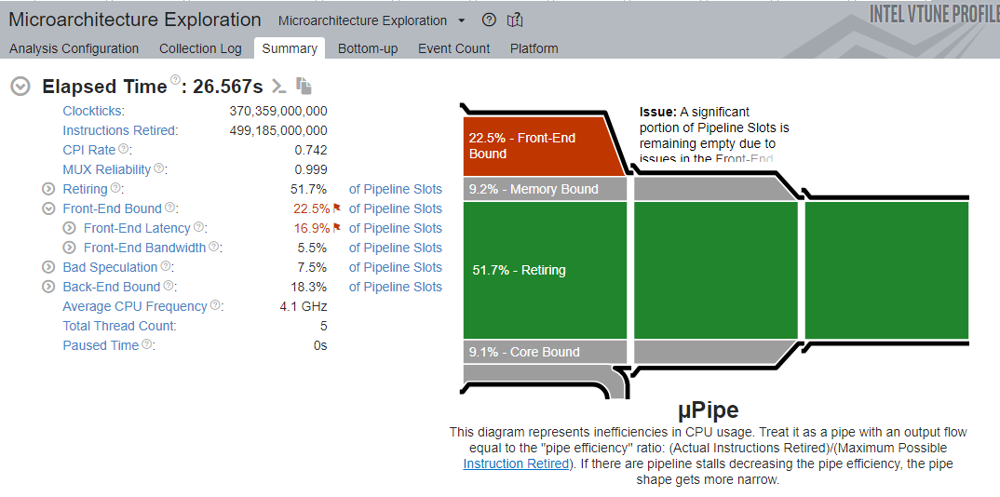 Microarchitecture Exploration Microarchitecture Exploration
INTEL VTUNE PROFILE
Analysis Configuration Collection Log Summary Bottom-up Event Count Platform
Elapsed Time: 26.567s
Clockticks: 370,359,000,000
Instructions Retired: 499,185,000,000
CPI Rate: 0.742
MUX Reliability: 0.999
Retiring: 51.7% of Pipeline Slots
Front-End Bound: 22.5% of Pipeline Slots
Front-End Latency: 16.9% of Pipeline Slots
Front-End Bandwidth: 5.5% of Pipeline Slots
Bad Speculation: 7.5% of Pipeline Slots
Back-End Bound: 18.3% of Pipeline Slots
Average CPU Frequency: 4.1 GHz
Total Thread Count: 5
Paused Time: 0s
22.5% - Front-End
Bound
9.2% - Memory Bound
51.7% - Retiring
9.1% - Core Bound
Issue: A significant
portion of Pipeline Slots is
remaining empty due to
issues in the Front-End
µPipe
This diagram represents inefficiencies in CPU usage. Treat it as a pipe with an output flow
equal to the "pipe efficiency" ratio: (Actual Instructions Retired)/(Maximum Possible
Instruction Retired). If there are pipeline stalls decreasing the pipe efficiency, the pipe
shape gets more narrow.